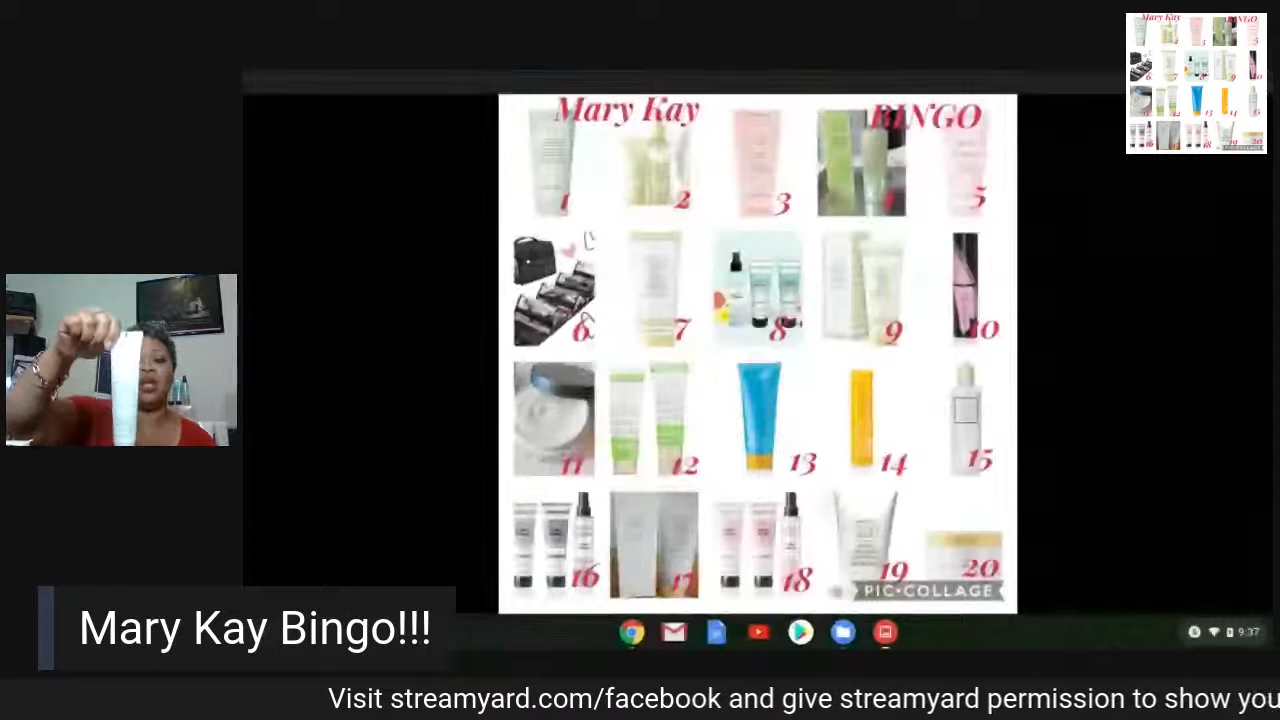 Mary Kay BINGO
1 2 3 4 5
6 7 8 9 10
11 12 13 14 15
16 17 18 19 20
PIC•COLLAGE
9:37
Mary Kay Bingo!!!
Visit streamyard.com/facebook and give streamyard permission to show you